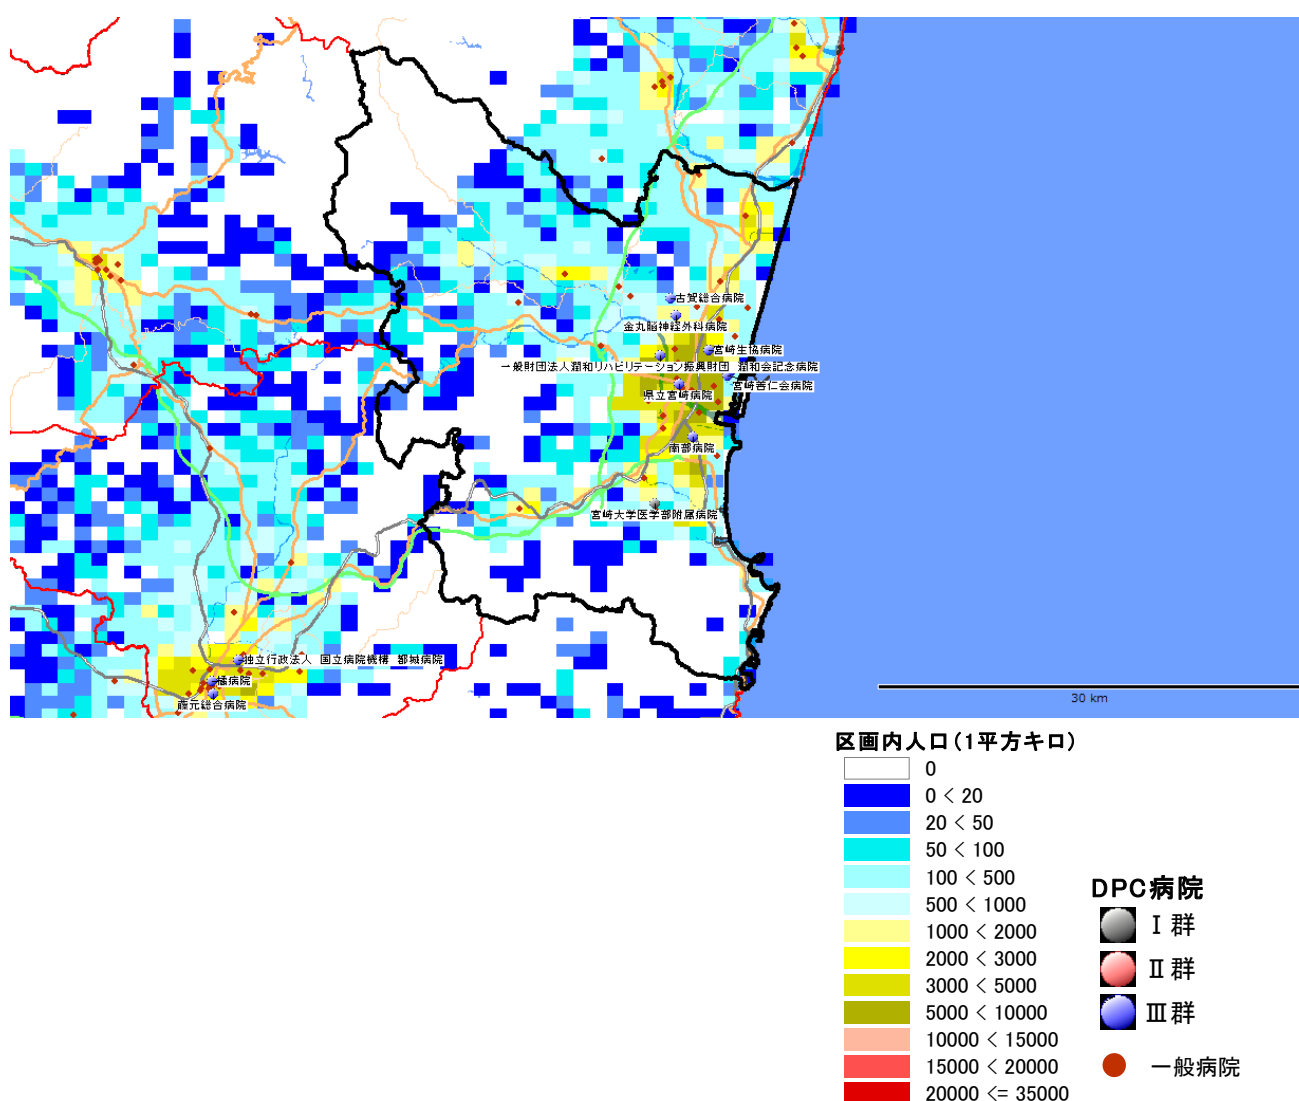 古賀総合病院
金丸脳神経外科病院
宮崎生協病院
一般財団法人潤和リハビリテーション振興財団 潤和会記念病院
宮崎善仁会病院
県立宮崎病院
南部病院
宮崎大学医学部附属病院
独立行政法人 国立病院機構 都城病院
橘病院
藤元総合病院
30 km
区画内人口(1平方キロ)
0
0 < 20
20 < 50
50 < 100
100 < 500
500 < 1000
1000 < 2000
2000 < 3000
3000 < 5000
5000 < 10000
10000 < 15000
15000 < 20000
20000 <= 35000
DPC病院
Ⅰ群
Ⅱ群
Ⅲ群
一般病院